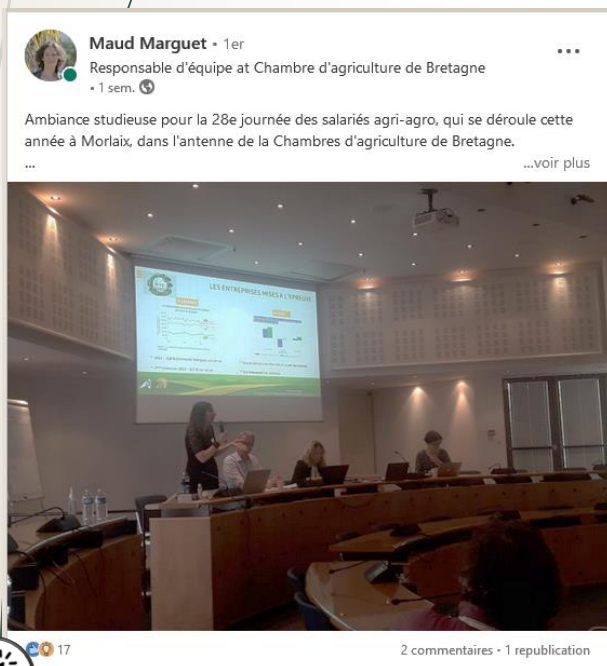 Maud Marguet • 1er
Responsable d'équipe at Chambre d'agriculture de Bretagne
• 1 sem.
Ambiance studieuse pour la 28e journée des salariés agri-agro, qui se déroule cette
année à Morlaix, dans l'antenne de la Chambres d'agriculture de Bretagne.
...
...voir plus
LES ENTREPRISES MISES A L'EPREUVE
17
2 commentaires • 1 republication